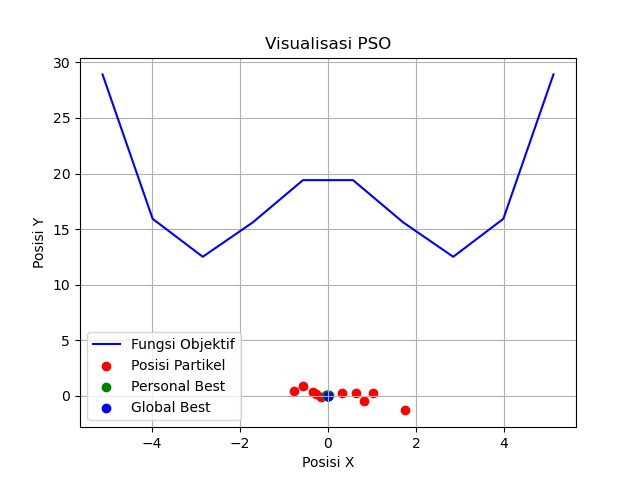 Visualisasi PSO
30
25
20
15
10
5
0
Posisi Y
Fungsi Objektif
Posisi Partikel
Personal Best
Global Best
−4
−2
0
2
4
Posisi X